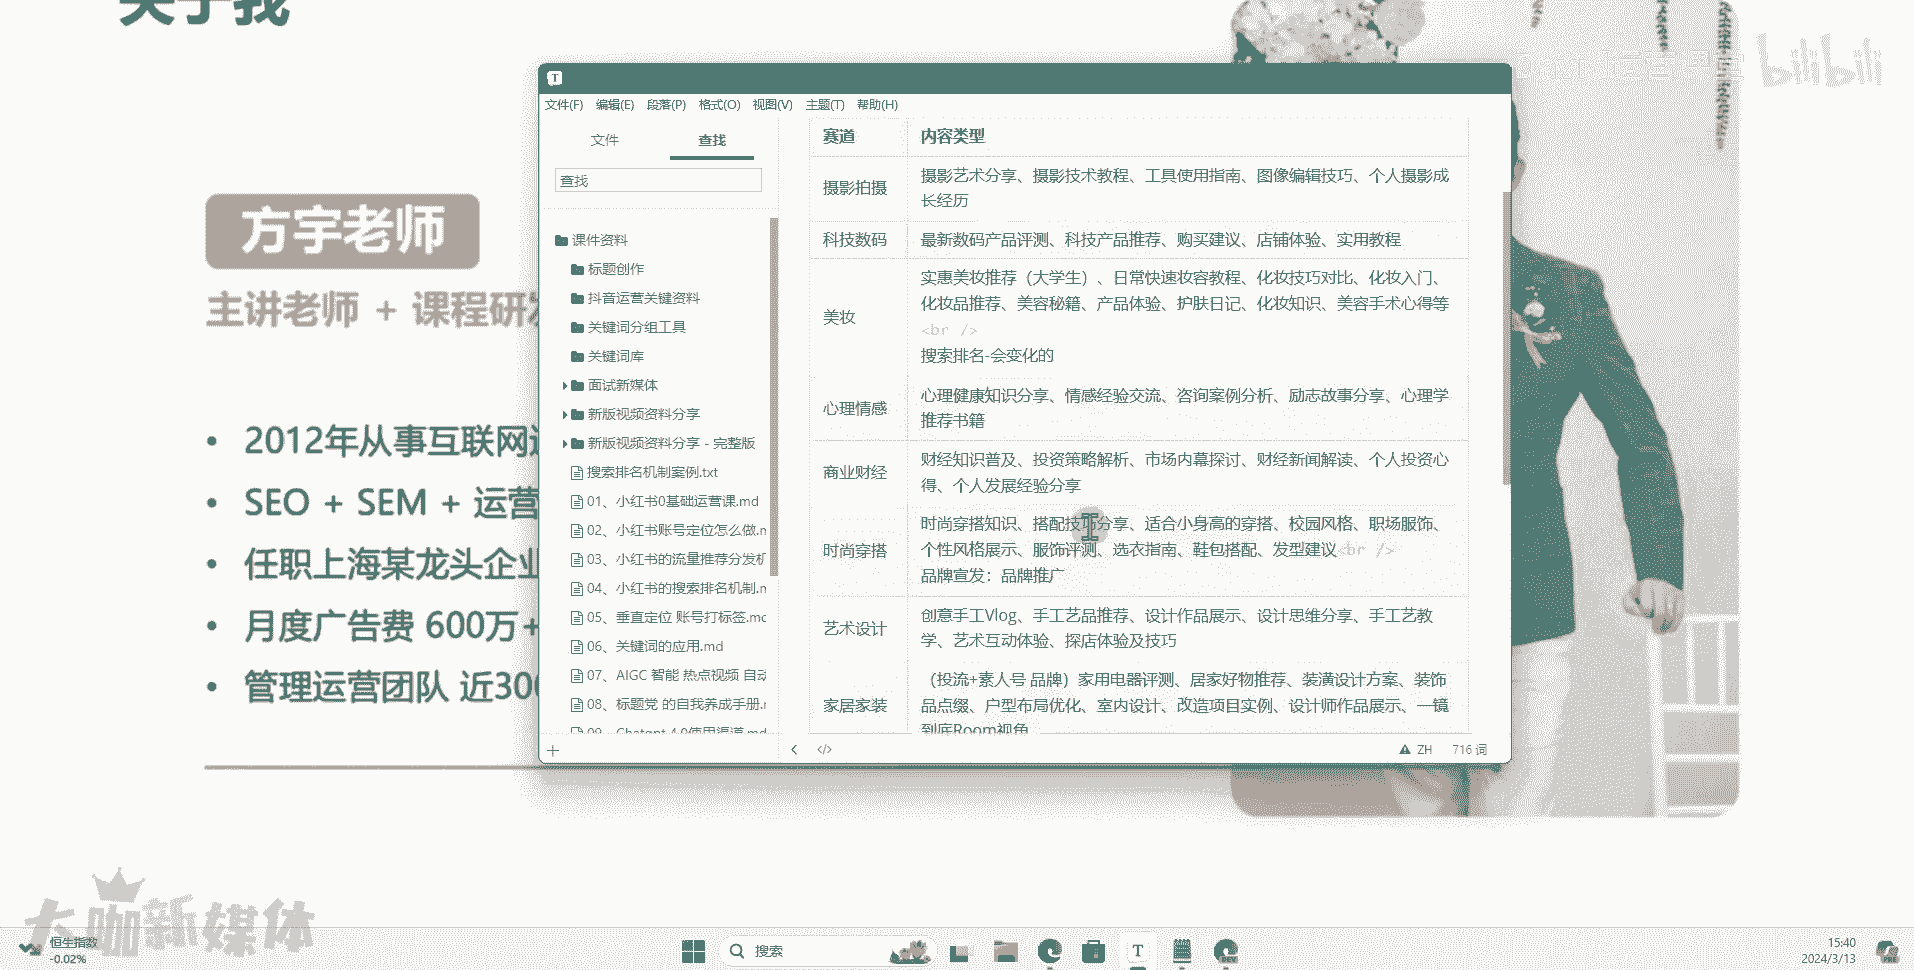 关于我
bilibili
方宇老师
主讲老师 + 课程研发
• 2012年从事互联网
• SEO + SEM + 运营
• 任职上海某龙头企业
• 月度广告费 600万+
• 管理运营团队 近300
文件(F) 编辑(E) 段落(P) 格式(O) 视图(V) 主题(T) 帮助(H)
文件 查找
查找
课件资料
标题创作
抖音运营关键资料
关键词分组工具
关键词库
面试新媒体
新版视频资料分享
新版视频资料分享 - 完整版
搜索排名机制案例.txt
01、小红书0基础运营课.md
02、小红书账号定位怎么做.m
03、小红书的流量推荐分发机
04、小红书的搜索排名机制.m
05、垂直定位 账号打标签.mc
06、关键词的应用.md
07、AIGC 智能 热点视频 自动
08、标题党 的自我养成手册.r
09、Chatgpt 4.0使用渠道.md
赛道 内容类型
摄影拍摄
摄影艺术分享、摄影技术教程、工具使用指南、图像编辑技巧、个人摄影成
长经历
科技数码 最新数码产品评测、科技产品推荐、购买建议、店铺体验、实用教程
美妆
实惠美妆推荐（大学生）、日常快速妆容教程、化妆技巧对比、化妆入门、
化妆品推荐、美容秘籍、产品体验、护肤日记、化妆知识、美容手术心得等
<br />
搜索排名-会变化的
心理情感
心理健康知识分享、情感经验交流、咨询案例分析、励志故事分享、心理学
推荐书籍
商业财经
财经知识普及、投资策略解析、市场内幕探讨、财经新闻解读、个人投资心
得、个人发展经验分享
时尚穿搭
时尚穿搭知识、搭配技巧分享、适合小身高的穿搭、校园风格、职场服饰、
个性风格展示、服饰评测、选衣指南、鞋包搭配、发型建议<br />
品牌宣发：品牌推广
艺术设计
创意手工Vlog、手工艺品推荐、设计作品展示、设计思维分享、手工艺教
学、艺术互动体验、探店体验及技巧
家居家装
（投流+素人号 品牌）家用电器评测、居家好物推荐、装潢设计方案、装饰
品点缀、户型布局优化、室内设计、改造项目实例、设计师作品展示、一镜
到底Room视角
ZH 716 词
大咖新媒体
恒生指数
-0.02%
搜索
15:40
2024/3/13